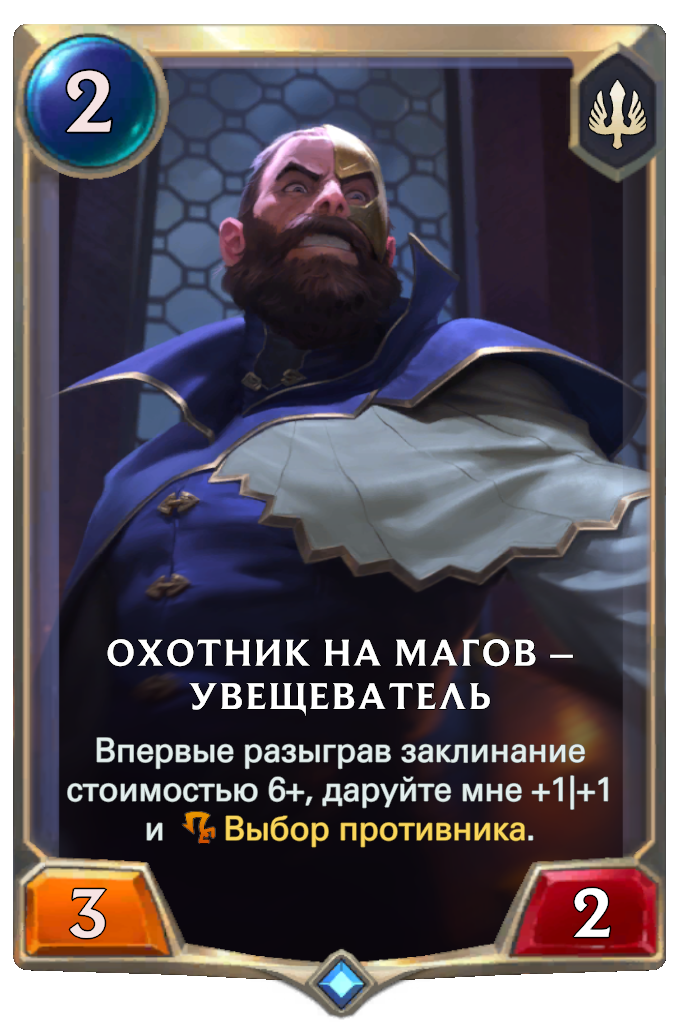 2
ОХОТНИК НА МАГОВ –
УВЕЩЕВАТЕЛЬ
Впервые разыграв заклинание
стоимостью 6+, даруйте мне +1|+1
и Выбор противника.
3
2